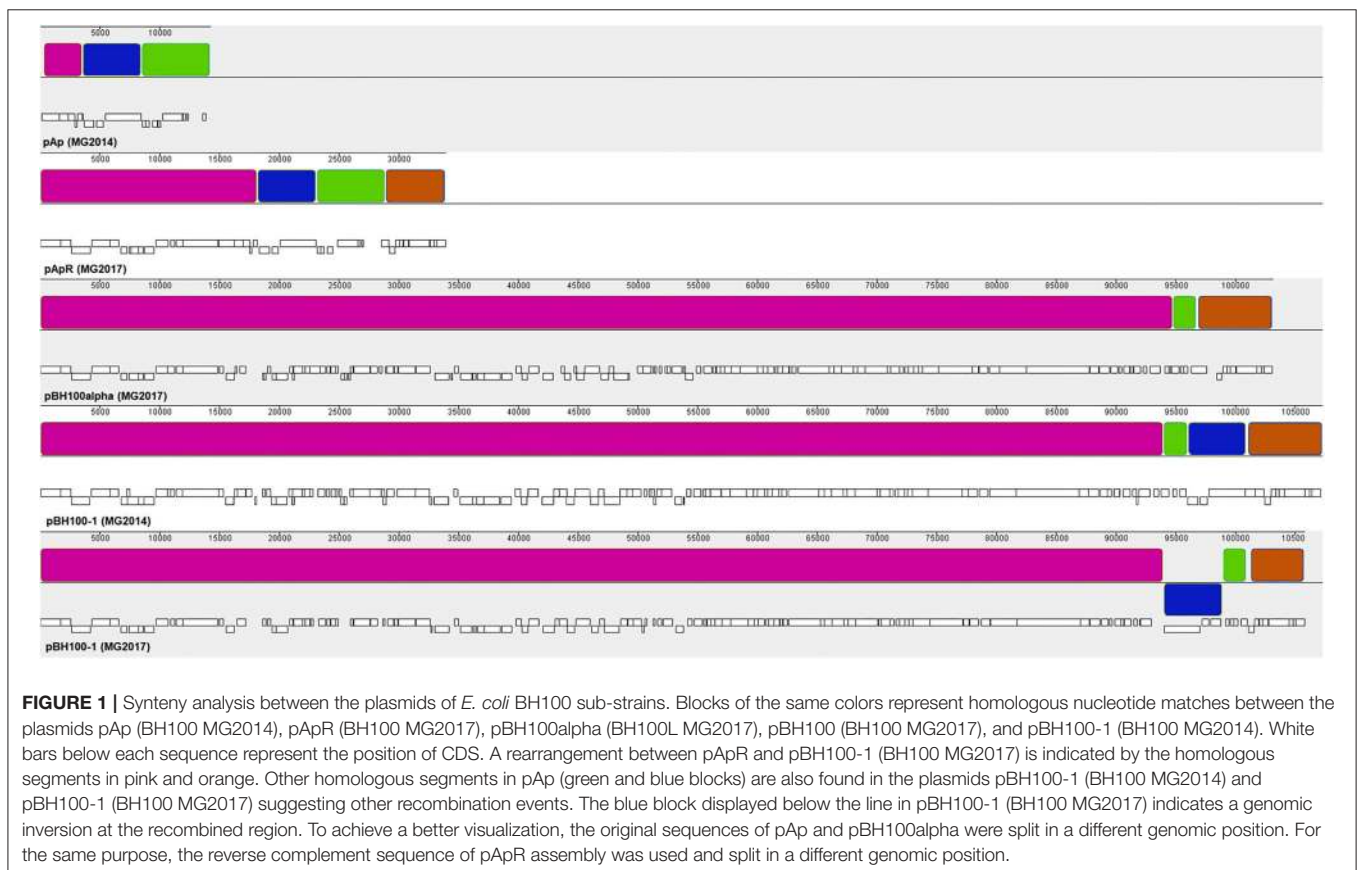 5000 10000
pAp (MG2014)
5000 10000 15000 20000 25000 30000
pApR (MG2017)
5000 10000 15000 20000 25000 30000 35000 40000 45000 50000 55000 60000 65000 70000 75000 80000 85000 90000 95000 100000
pBH100alpha (MG2017)
5000 10000 15000 20000 25000 30000 35000 40000 45000 50000 55000 60000 65000 70000 75000 80000 85000 90000 95000 100000 105000
pBH100-1 (MG2014)
5000 10000 15000 20000 25000 30000 35000 40000 45000 50000 55000 60000 65000 70000 75000 80000 85000 90000 95000 100000 10500
pBH100-1 (MG2017)
FIGURE 1 | Synteny analysis between the plasmids of E. coli BH100 sub-strains. Blocks of the same colors represent homologous nucleotide matches between the
plasmids pAp (BH100 MG2014), pApR (BH100 MG2017), pBH100alpha (BH100L MG2017), pBH100 (BH100 MG2017), and pBH100-1 (BH100 MG2014). White
bars below each sequence represent the position of CDS. A rearrangement between pApR and pBH100-1 (BH100 MG2017) is indicated by the homologous
segments in pink and orange. Other homologous segments in pAp (green and blue blocks) are also found in the plasmids pBH100-1 (BH100 MG2014) and
pBH100-1 (BH100 MG2017) suggesting other recombination events. The blue block displayed below the line in pBH100-1 (BH100 MG2017) indicates a genomic
inversion at the recombined region. To achieve a better visualization, the original sequences of pAp and pBH100alpha were split in a different genomic position. For
the same purpose, the reverse complement sequence of pApR assembly was used and split in a different genomic position.